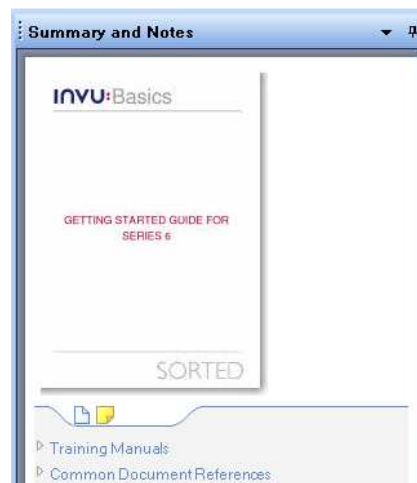 Summary and Notes
INVU:Basics
GETTING STARTED GUIDE FOR
SERIES 6
SORTED
Training Manuals
Common Document References